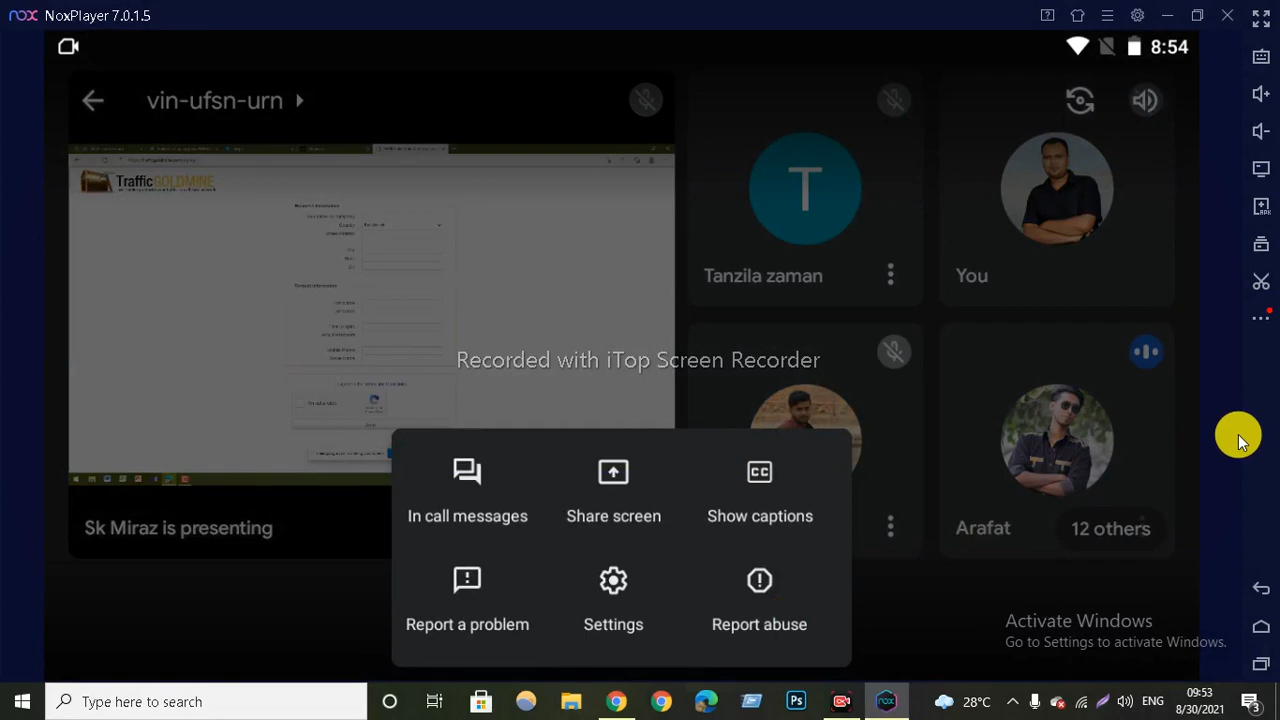 NoxPlayer 7.0.1.5
8:54
vin-ufsn-urn
TrafficGOLDMINE
T
Tanzila zaman
You
Recorded with iTop Screen Recorder
In call messages
Share screen
Show captions
Sk Miraz is presenting
Arafat
12 others
Report a problem
Settings
Report abuse
Activate Windows
Go to Settings to activate Windows.
Type here to search
28°C
ENG
09:53
8/30/2021
3